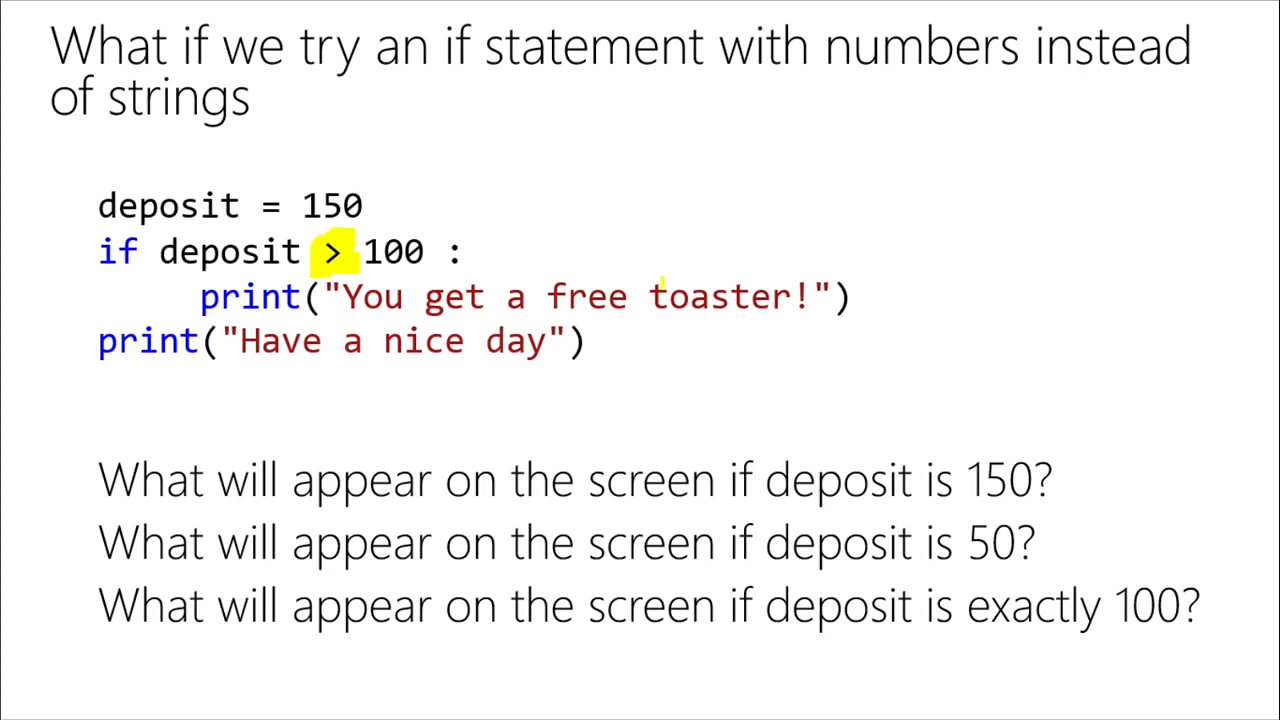 What if we try an if statement with numbers instead
of strings
deposit = 150
if deposit > 100 :
print("You get a free toaster!")
print("Have a nice day")
What will appear on the screen if deposit is 150?
What will appear on the screen if deposit is 50?
What will appear on the screen if deposit is exactly 100?